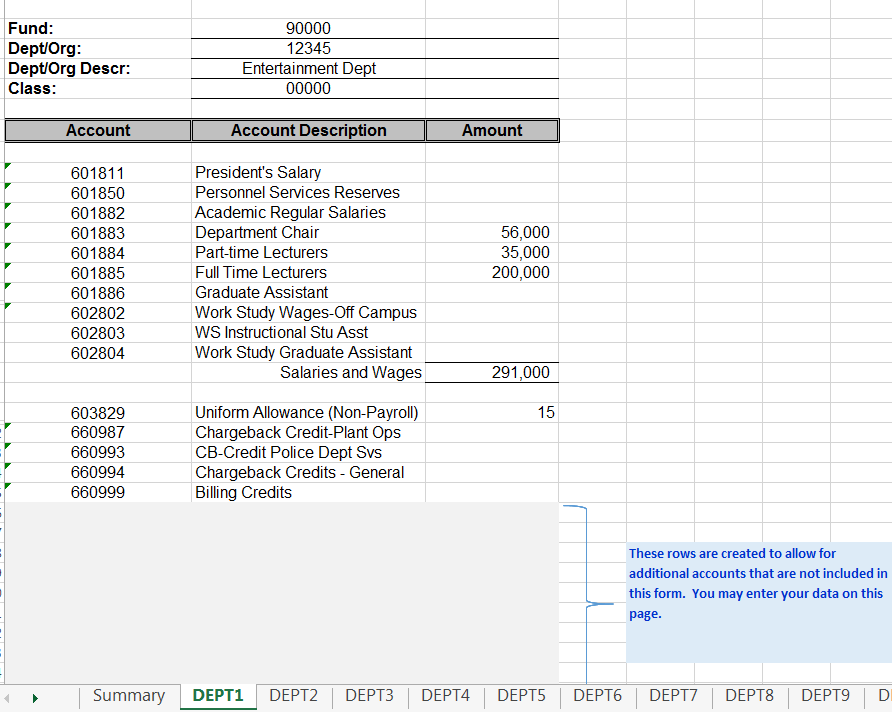 Fund: 90000
Dept/Org: 12345
Dept/Org Descr: Entertainment Dept
Class: 00000
Account Account Description Amount
601811 President's Salary
601850 Personnel Services Reserves
601882 Academic Regular Salaries
601883 Department Chair 56,000
601884 Part-time Lecturers 35,000
601885 Full Time Lecturers 200,000
601886 Graduate Assistant
602802 Work Study Wages-Off Campus
602803 WS Instructional Stu Asst
602804 Work Study Graduate Assistant
Salaries and Wages 291,000
603829 Uniform Allowance (Non-Payroll) 15
660987 Chargeback Credit-Plant Ops
660993 CB-Credit Police Dept Svs
660994 Chargeback Credits - General
660999 Billing Credits
These rows are created to allow for
additional accounts that are not included in
this form. You may enter your data on this
page.
Summary DEPT1 DEPT2 DEPT3 DEPT4 DEPT5 DEPT6 DEPT7 DEPT8 DEPT9